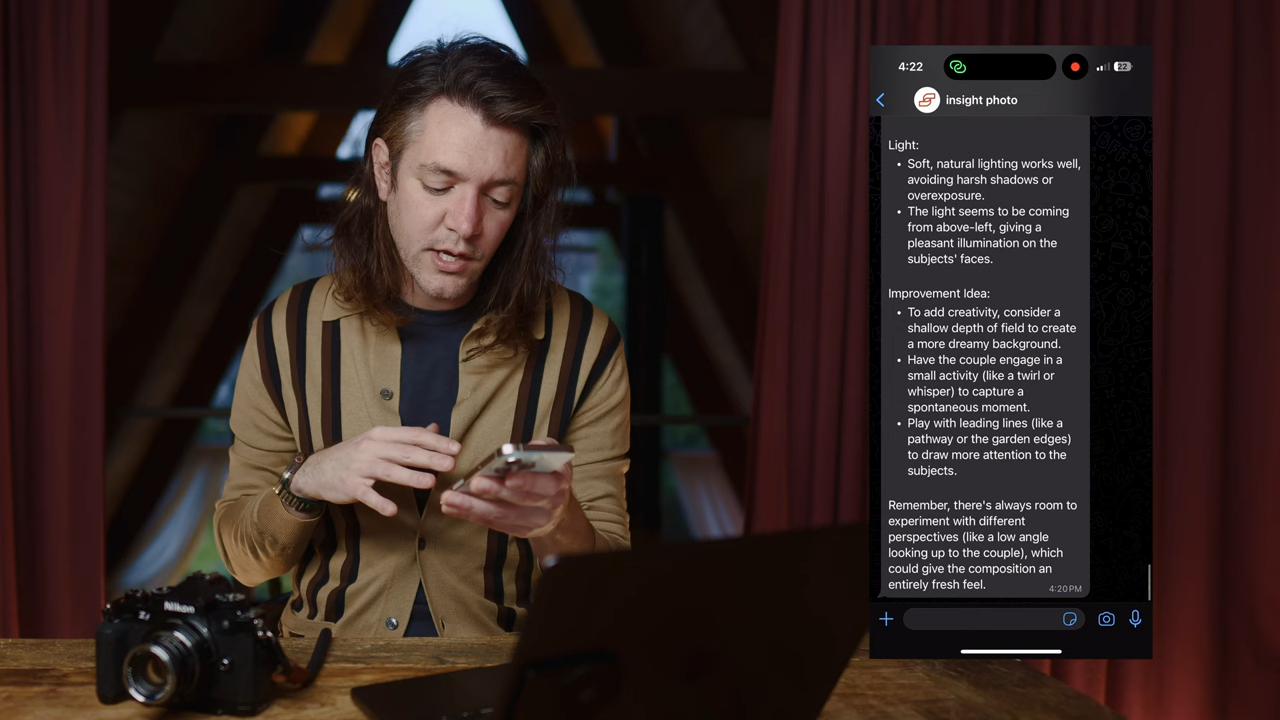 4:22
22
insight photo
Light:
• Soft, natural lighting works well,
avoiding harsh shadows or
overexposure.
• The light seems to be coming
from above-left, giving a
pleasant illumination on the
subjects' faces.
Improvement Idea:
• To add creativity, consider a
shallow depth of field to create
a more dreamy background.
• Have the couple engage in a
small activity (like a twirl or
whisper) to capture a
spontaneous moment.
• Play with leading lines (like a
pathway or the garden edges)
to draw more attention to the
subjects.
Remember, there's always room to
experiment with different
perspectives (like a low angle
looking up to the couple), which
could give the composition an
entirely fresh feel.
4:20 PM
Nikon